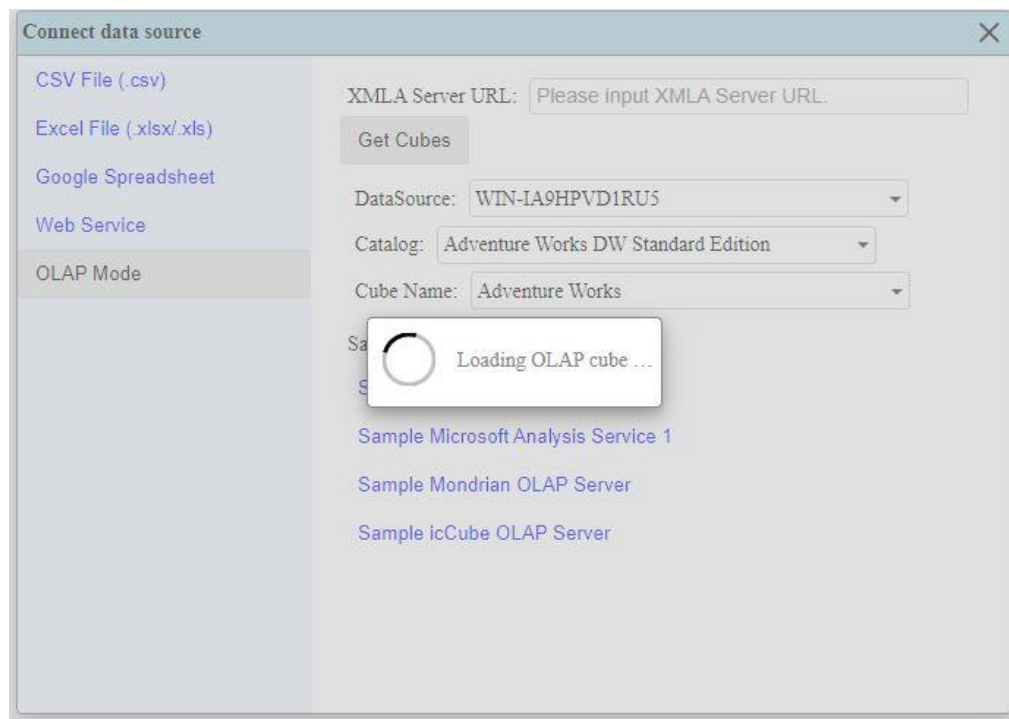 Connect data source
CSV File (.csv)
Excel File (.xlsx/.xls)
Google Spreadsheet
Web Service
OLAP Mode
XMLA Server URL: Please input XMLA Server URL.
Get Cubes
DataSource: WIN-IA9HPVD1RU5
Catalog: Adventure Works DW Standard Edition
Cube Name: Adventure Works
Loading OLAP cube ...
Sample Microsoft Analysis Service 1
Sample Mondrian OLAP Server
Sample icCube OLAP Server